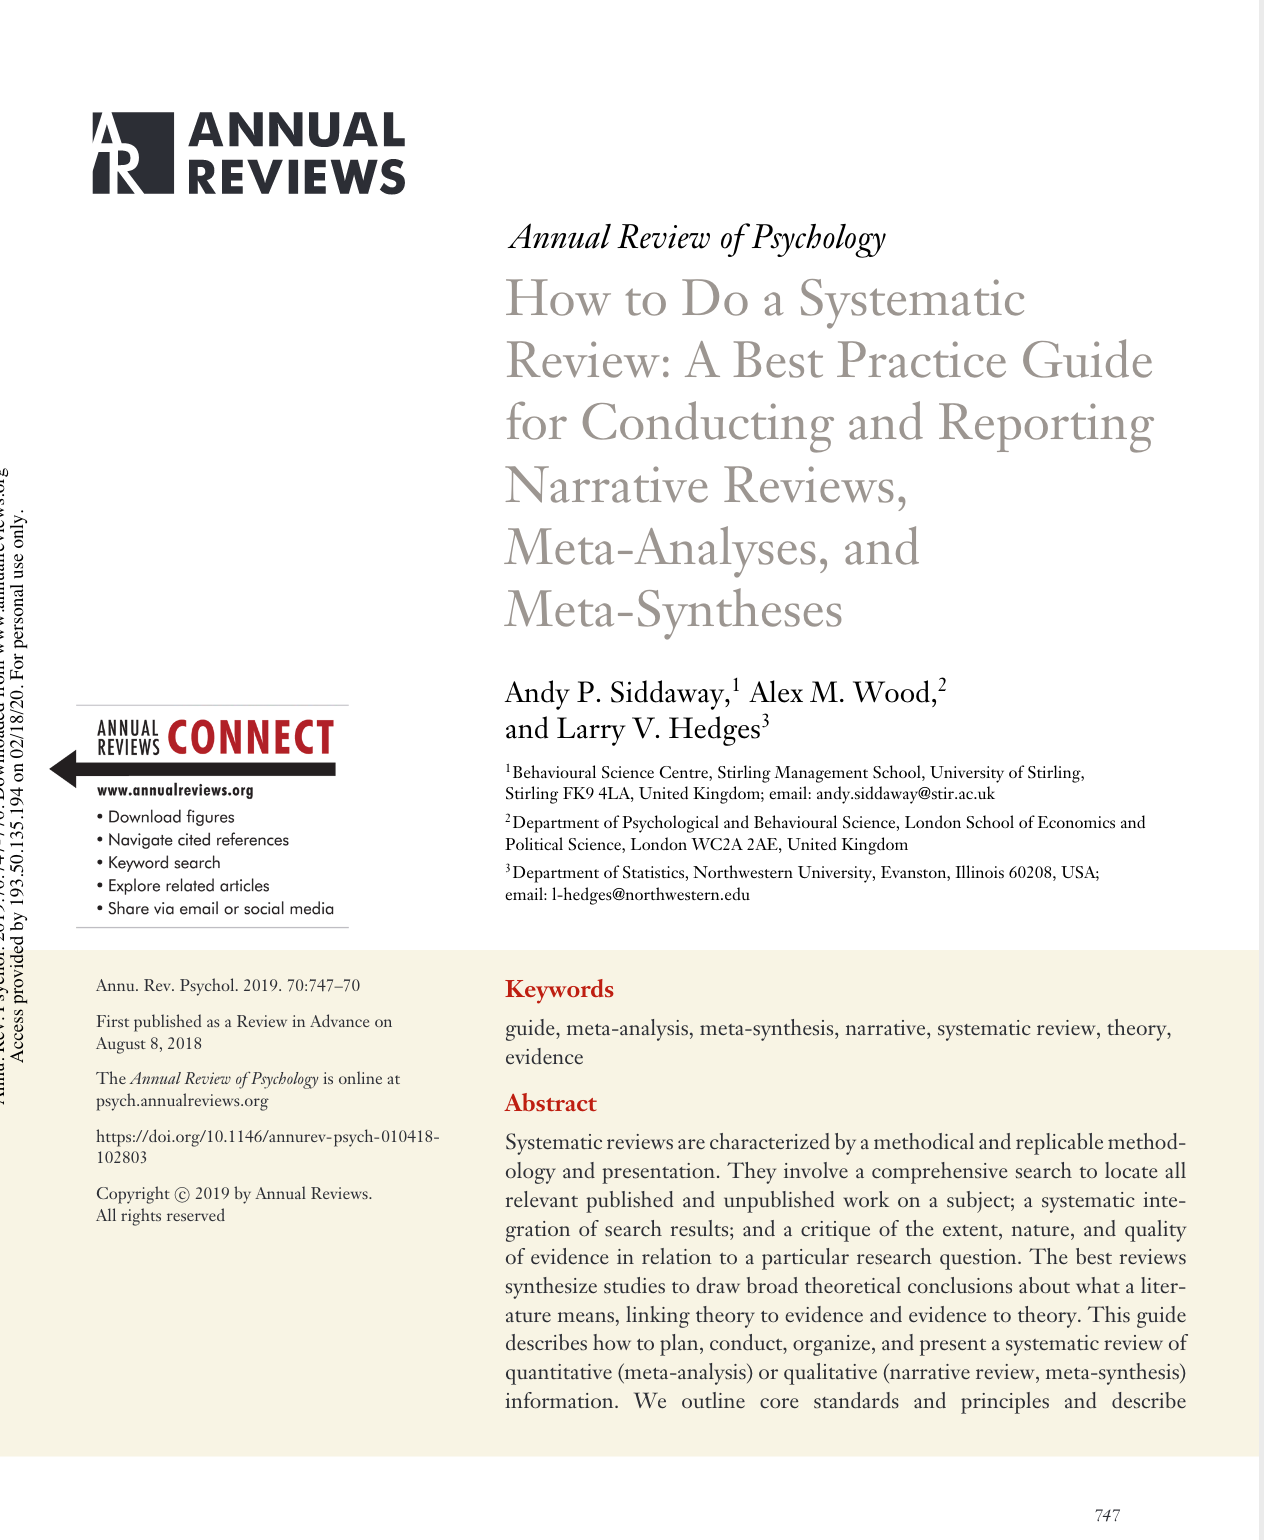 ANNUAL
REVIEWS
Annual Review of Psychology
How to Do a Systematic
Review: A Best Practice Guide
for Conducting and Reporting
Narrative Reviews,
Meta-Analyses, and
Meta-Syntheses
Andy P. Siddaway,1 Alex M. Wood,2
and Larry V. Hedges3
1Behavioural Science Centre, Stirling Management School, University of Stirling,
Stirling FK9 4LA, United Kingdom; email: andy.siddaway@stir.ac.uk
2Department of Psychological and Behavioural Science, London School of Economics and
Political Science, London WC2A 2AE, United Kingdom
3Department of Statistics, Northwestern University, Evanston, Illinois 60208, USA;
email: l-hedges@northwestern.edu
ANNUAL REVIEWS CONNECT
www.annualreviews.org
• Download figures
• Navigate cited references
• Keyword search
• Explore related articles
• Share via email or social media
Annu. Rev. Psychol. 2019. 70:747–70
First published as a Review in Advance on
August 8, 2018
The Annual Review of Psychology is online at
psych.annualreviews.org
https://doi.org/10.1146/annurev-psych-010418-
102803
Copyright © 2019 by Annual Reviews.
All rights reserved
Keywords
guide, meta-analysis, meta-synthesis, narrative, systematic review, theory,
evidence
Abstract
Systematic reviews are characterized by a methodical and replicable method-
ology and presentation. They involve a comprehensive search to locate all
relevant published and unpublished work on a subject; a systematic inte-
gration of search results; and a critique of the extent, nature, and quality
of evidence in relation to a particular research question. The best reviews
synthesize studies to draw broad theoretical conclusions about what a liter-
ature means, linking theory to evidence and evidence to theory. This guide
describes how to plan, conduct, organize, and present a systematic review of
quantitative (meta-analysis) or qualitative (narrative review, meta-synthesis)
information. We outline core standards and principles and describe
747
Access provided by 193.50.135.194 on 02/18/20. For personal use only.